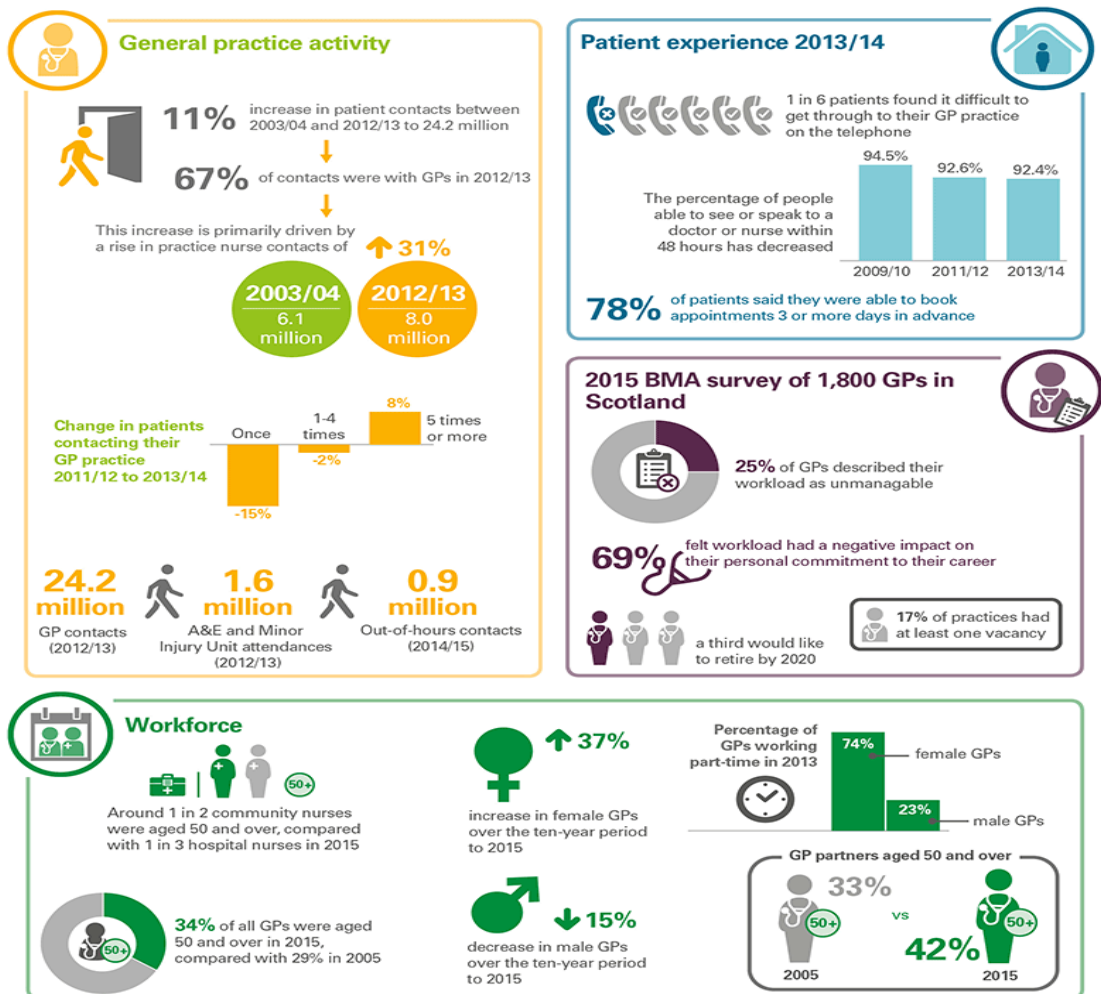 General practice activity
11%
increase in patient contacts between
2003/04 and 2012/13 to 24.2 million
67%
of contacts were with GPs in 2012/13
This increase is primarily driven by
a rise in practice nurse contacts of
31%
2003/04
6.1
million
2012/13
8.0
million
Change in patients
contacting their
GP practice
2011/12 to 2013/14
Once
-15%
1-4
times
-2%
8%
5 times
or more
24.2
million
GP contacts
(2012/13)
1.6
million
A&E and Minor
Injury Unit attendances
(2012/13)
0.9
million
Out-of-hours contacts
(2014/15)
Patient experience 2013/14
1 in 6 patients found it difficult to
get through to their GP practice
on the telephone
The percentage of people
able to see or speak to a
doctor or nurse within
48 hours has decreased
94.5%
92.6%
92.4%
2009/10
2011/12
2013/14
78%
of patients said they were able to book
appointments 3 or more days in advance
2015 BMA survey of 1,800 GPs in
Scotland
25% of GPs described their
workload as unmanagable
69%
felt workload had a negative impact on
their personal commitment to their career
a third would like
to retire by 2020
17% of practices had
at least one vacancy
Workforce
50+
Around 1 in 2 community nurses
were aged 50 and over, compared
with 1 in 3 hospital nurses in 2015
50+
34% of all GPs were aged
50 and over in 2015,
compared with 29% in 2005
37%
increase in female GPs
over the ten-year period
to 2015
15%
decrease in male GPs
over the ten-year period
to 2015
Percentage of
GPs working
part-time in 2013
74%
female GPs
23%
male GPs
GP partners aged 50 and over
33%
50+
2005
vs
42%
50+
2015